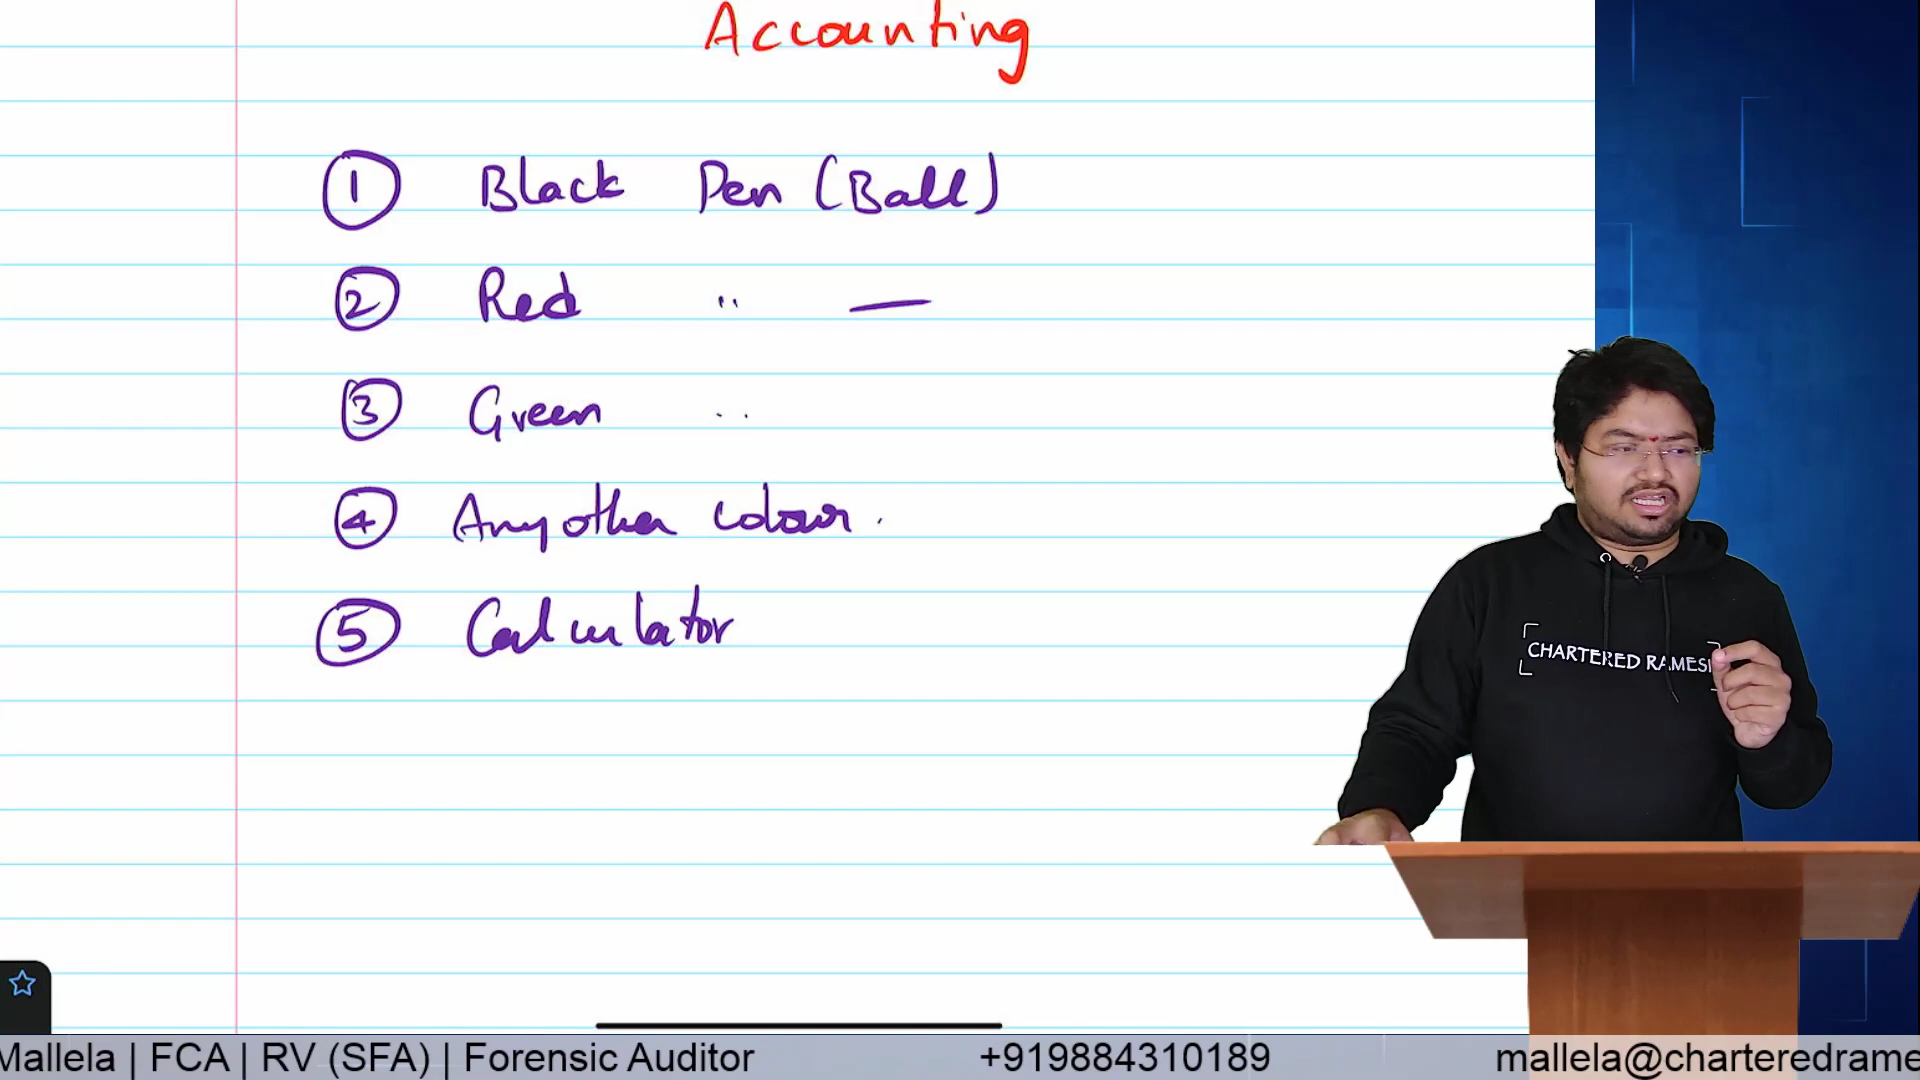 Accounting
1 Black Pen (Ball)
2 Red " —
3 Green "
4 Any other colour.
5 Calculator
CHARTERED RAMES
Mallela | FCA | RV (SFA) | Forensic Auditor +919884310189 mallela@charteredrame